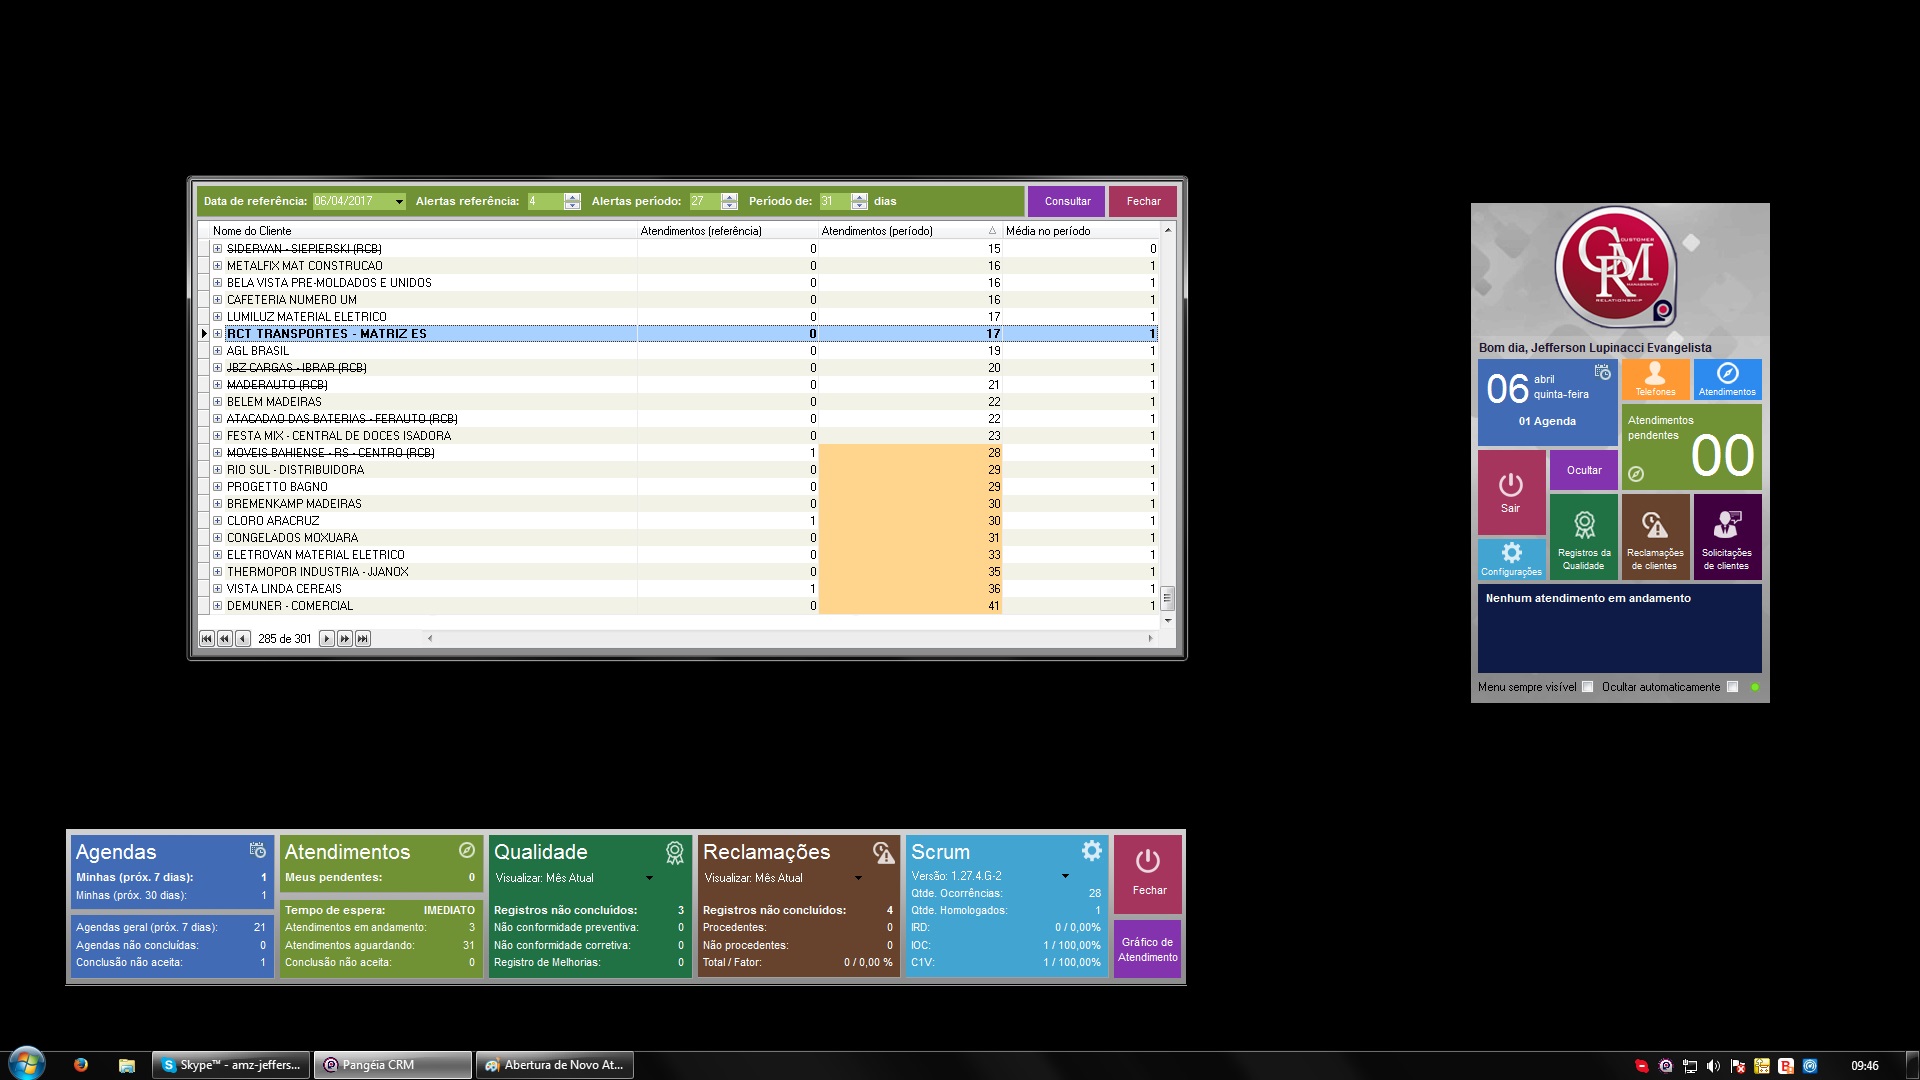 Data de referência: 06/04/2017 Alertas referência: 4 Alertas período: 27 Período de: 31 dias Consultar Fechar
Nome do Cliente Atendimentos (referência) Atendimentos (período) Média no período
SIDERVAN - SIEPIERSKI (RCB) 0 15 0
METALFIX MAT CONSTRUCAO 0 16 1
BELA VISTA PRE-MOLDADOS E UNIDOS 0 16 1
CAFETERIA NUMERO UM 0 16 1
LUMILUZ MATERIAL ELETRICO 0 17 1
RCT TRANSPORTES - MATRIZ ES 0 17 1
AGL BRASIL 0 19 1
JBZ CARGAS - IBRAR (RCB) 0 20 1
MADERAUTO (RCB) 0 21 1
BELEM MADEIRAS 0 22 1
ATACADAO DAS BATERIAS - FERAUTO (RCB) 0 22 1
FESTA MIX - CENTRAL DE DOCES ISADORA 0 23 1
MOVEIS BAHIENSE - RS - CENTRO (RCB) 1 28 1
RIO SUL - DISTRIBUIDORA 0 29 1
PROGETTO BAGNO 0 29 1
BREMENKAMP MADEIRAS 0 30 1
CLORO ARACRUZ 1 30 1
CONGELADOS MOXUARA 0 31 1
ELETROVAN MATERIAL ELETRICO 0 33 1
THERMOPOR INDUSTRIA - JJANOX 0 35 1
VISTA LINDA CEREAIS 1 36 1
DEMUNER - COMERCIAL 0 41 1
285 de 301
CUSTOMER
CRM
MANAGEMENT
RELATIONSHIP
Bom dia, Jefferson Lupinacci Evangelista
06 abril
quinta-feira
01 Agenda
Telefones
Atendimentos
Atendimentos
pendentes
00
Sair
Ocultar
Configurações
Registros da
Qualidade
Reclamações
de clientes
Solicitações
de clientes
Nenhum atendimento em andamento
Menu sempre visível Ocultar automaticamente
Agendas
Minhas (próx. 7 dias): 1
Minhas (próx. 30 dias): 1
Agendas geral (próx. 7 dias): 21
Agendas não concluídas: 0
Conclusão não aceita: 1
Atendimentos
Meus pendentes: 0
Tempo de espera: IMEDIATO
Atendimentos em andamento: 3
Atendimentos aguardando: 31
Conclusão não aceita: 0
Qualidade
Visualizar: Mês Atual
Registros não concluídos: 3
Não conformidade preventiva: 0
Não conformidade corretiva: 0
Registro de Melhorias: 0
Reclamações
Visualizar: Mês Atual
Registros não concluídos: 4
Procedentes: 0
Não procedentes: 0
Total / Fator: 0 / 0,00 %
Scrum
Versão: 1.27.4.G-2
Qtde. Ocorrências: 28
Qtde. Homologados: 1
IRD: 0 / 0,00%
IOC: 1 / 100,00%
C1V: 1 / 100,00%
Fechar
Gráfico de
Atendimento
Skype™ - amz-jeffers... Pangéia CRM Abertura de Novo At... 09:46